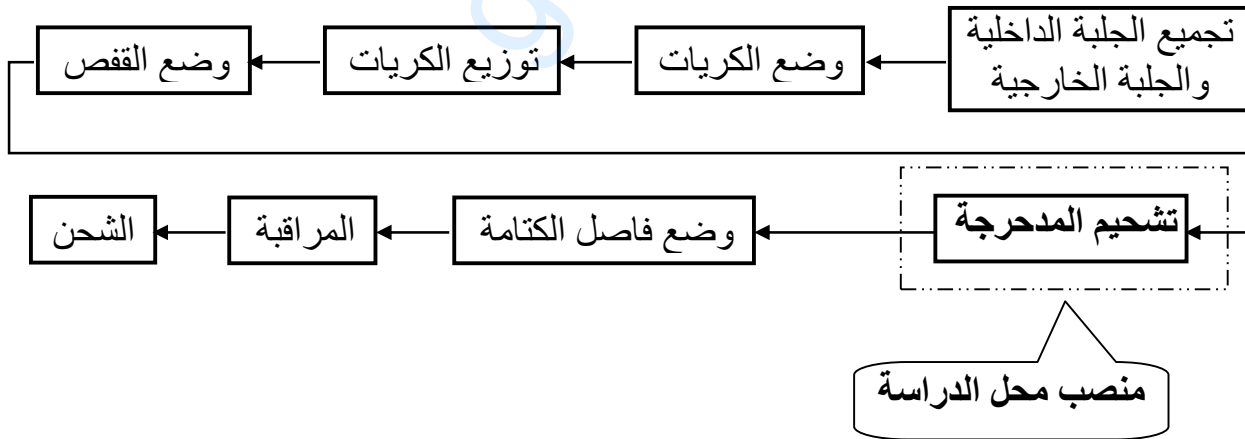 تجميع الجلبة الداخلية
والجلبة الخارجية
وضع الكريات
توزيع الكريات
وضع القفص
تشحيم المدحرجة
وضع فاصل الكتامة
المراقبة
الشحن
منصب محل الدراسة